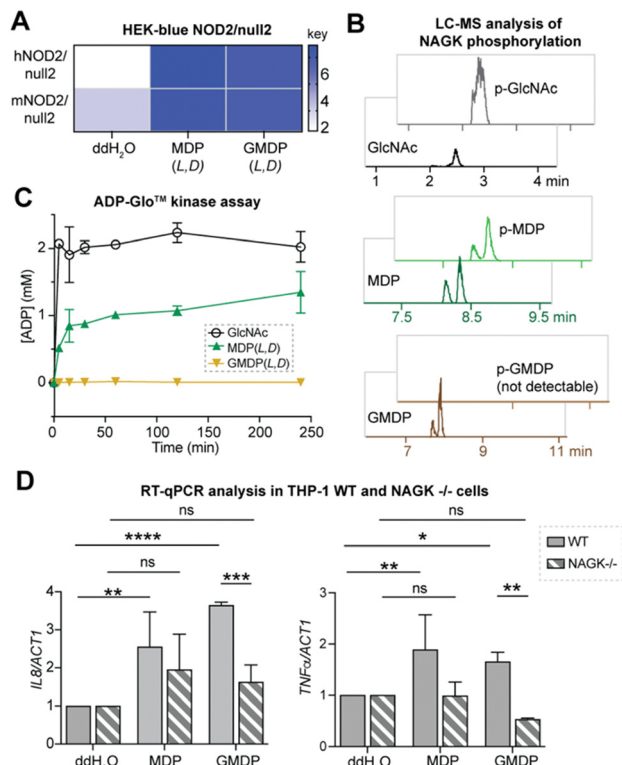 A
HEK-blue NOD2/null2
key
hNOD2/
null2
mNOD2/
null2
6
4
2
ddH2O
MDP
(L,D)
GMDP
(L,D)
B
LC-MS analysis of
NAGK phosphorylation
p-GlcNAc
GlcNAc
1 2 3 4 min
p-MDP
MDP
7.5 8.5 9.5 min
p-GMDP
(not detectable)
GMDP
7 9 11 min
C
ADP-Glo™ kinase assay
[ADP] (mM)
2
1
0
GlcNAc
MDP(L,D)
GMDP(L,D)
0 50 100 150 200 250
Time (min)
D
RT-qPCR analysis in THP-1 WT and NAGK -/- cells
ns
****
ns
***
**
IL8/ACT1
4
3
2
1
0
ddH2O MDP GMDP
ns
*
**
ns
**
TNFα/ACT1
3
2
1
0
ddH2O MDP GMDP
WT
NAGK-/-